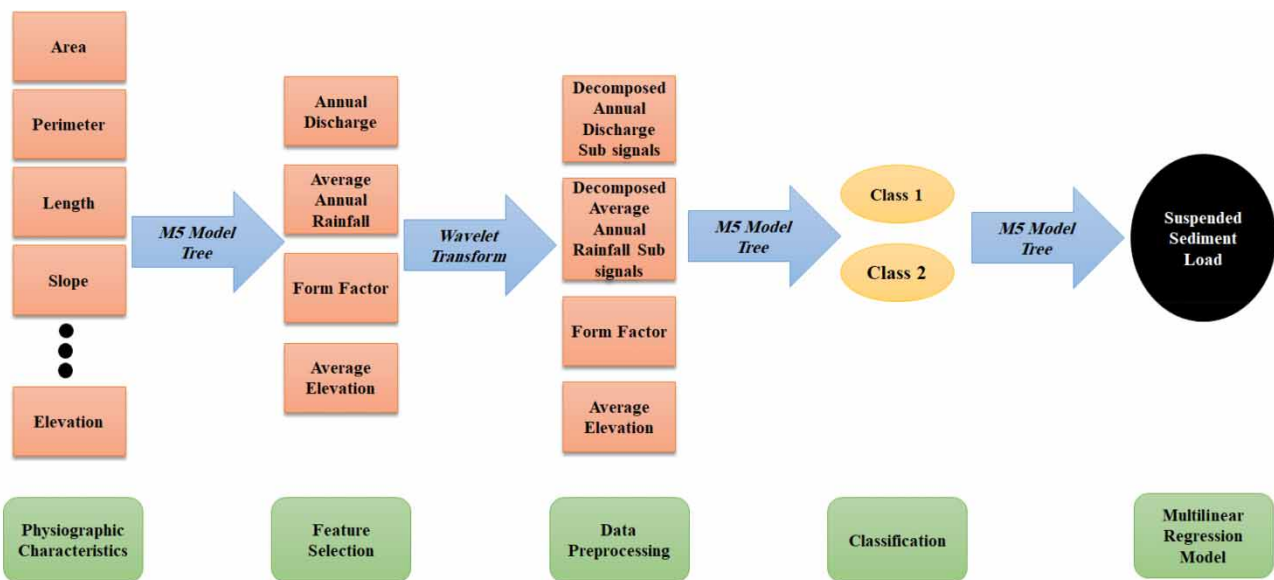 Area
Perimeter
Length
Slope
Elevation
M5 Model
Tree
Annual
Discharge
Average
Annual
Rainfall
Form Factor
Average
Elevation
Wavelet
Transform
Decomposed
Annual
Discharge
Sub signals
Decomposed
Average
Annual
Rainfall Sub
signals
Form Factor
Average
Elevation
M5 Model
Tree
Class 1
Class 2
M5 Model
Tree
Suspended
Sediment
Load
Physiographic
Characteristics
Feature
Selection
Data
Preprocessing
Classification
Multilinear
Regression
Model